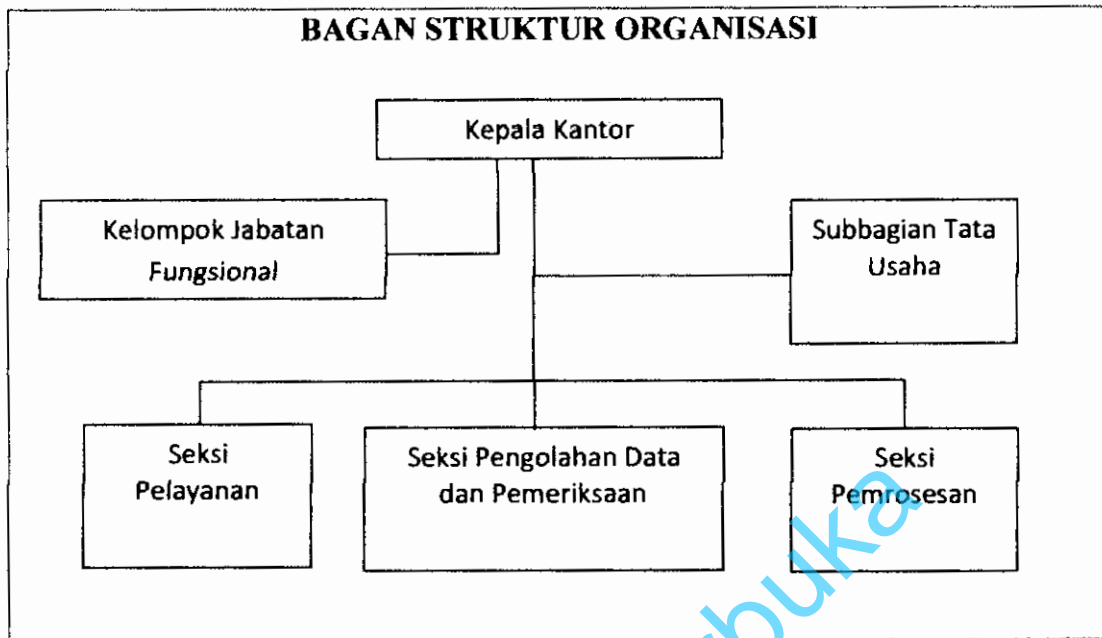 BAGAN STRUKTUR ORGANISASI
Kepala Kantor
Kelompok Jabatan
Fungsional
Subbagian Tata
Usaha
Seksi
Pelayanan
Seksi Pengolahan Data
dan Pemeriksaan
Seksi
Pemrosesan